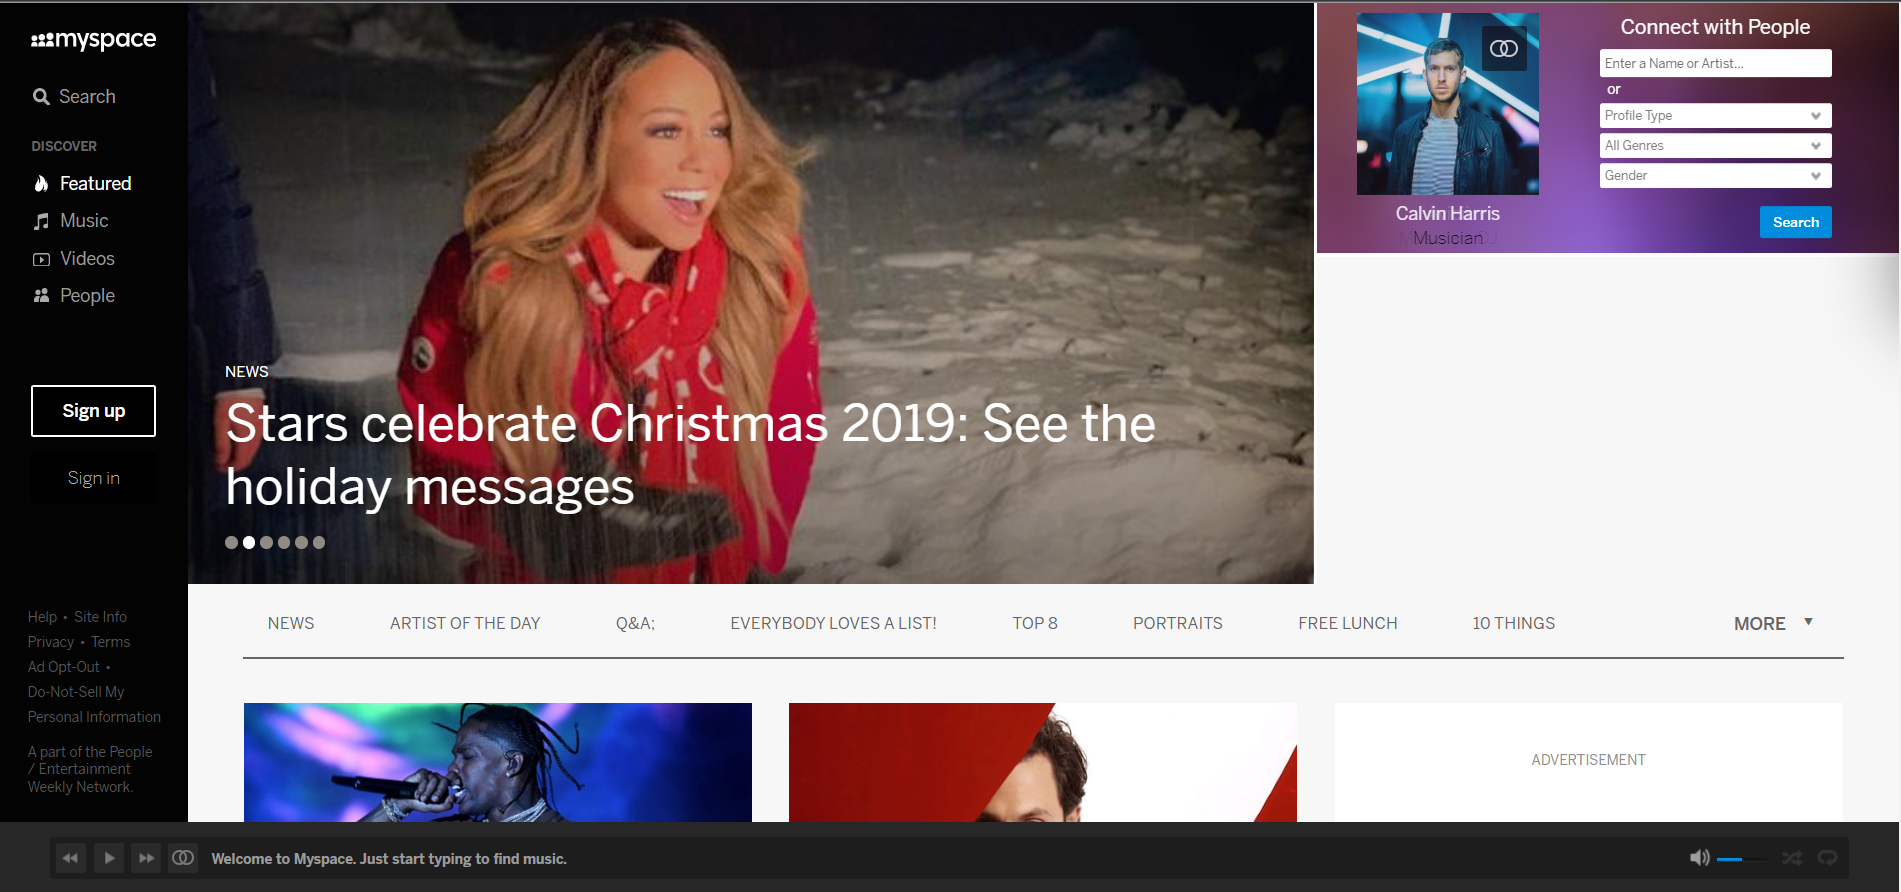 myspace
Search
DISCOVER
Featured
Music
Videos
People
Sign up
Sign in
Help • Site Info
Privacy • Terms
Ad Opt-Out •
Do-Not-Sell My
Personal Information
A part of the People
/ Entertainment
Weekly Network.
NEWS
Stars celebrate Christmas 2019: See the
holiday messages
Calvin Harris
Musician
Connect with People
Enter a Name or Artist...
or
Profile Type
All Genres
Gender
Search
NEWS ARTIST OF THE DAY Q&A; EVERYBODY LOVES A LIST! TOP 8 PORTRAITS FREE LUNCH 10 THINGS MORE
ADVERTISEMENT
Welcome to Myspace. Just start typing to find music.